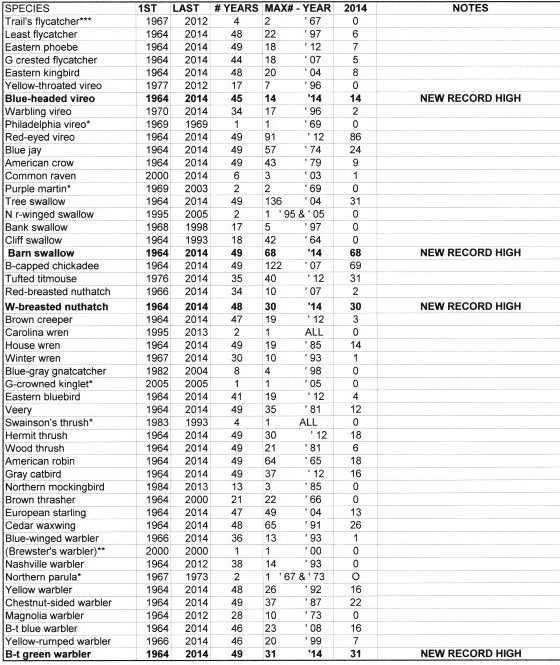 SPECIES 1ST LAST # YEARS MAX# - YEAR 2014 NOTES
Trail's flycatcher*** 1967 2012 4 2 ' 67 0
Least flycatcher 1964 2014 48 22 ' 97 6
Eastern phoebe 1964 2014 49 18 ' 12 7
G crested flycatcher 1964 2014 44 18 ' 07 5
Eastern kingbird 1964 2014 48 20 ' 04 8
Yellow-throated vireo 1977 2012 17 7 ' 96 0
Blue-headed vireo 1964 2014 45 14 '14 14 NEW RECORD HIGH
Warbling vireo 1970 2014 34 17 ' 96 2
Philadelphia vireo* 1969 1969 1 1 ' 69 0
Red-eyed vireo 1964 2014 49 91 ' 12 86
Blue jay 1964 2014 49 57 ' 74 24
American crow 1964 2014 49 43 ' 79 9
Common raven 2000 2014 6 3 ' 03 1
Purple martin* 1969 2003 2 2 ' 69 0
Tree swallow 1964 2014 49 136 ' 04 31
N r-winged swallow 1995 2005 2 1 ' 95 & ' 05 0
Bank swallow 1968 1998 17 5 ' 97 0
Cliff swallow 1964 1993 18 42 ' 64 0
Barn swallow 1964 2014 49 68 '14 68 NEW RECORD HIGH
B-capped chickadee 1964 2014 49 122 ' 07 69
Tufted titmouse 1976 2014 35 40 ' 12 31
Red-breasted nuthatch 1966 2014 34 10 ' 07 2
W-breasted nuthatch 1964 2014 48 30 '14 30 NEW RECORD HIGH
Brown creeper 1964 2014 47 19 ' 12 3
Carolina wren 1995 2013 2 1 ALL 0
House wren 1964 2014 49 19 ' 85 14
Winter wren 1967 2014 30 10 ' 93 1
Blue-gray gnatcatcher 1982 2004 8 4 ' 98 0
G-crowned kinglet* 2005 2005 1 1 ' 05 0
Eastern bluebird 1964 2014 41 19 ' 12 4
Veery 1964 2014 49 35 ' 81 12
Swainson's thrush* 1983 1993 4 1 ALL 0
Hermit thrush 1964 2014 49 30 ' 12 18
Wood thrush 1964 2014 49 21 ' 81 6
American robin 1964 2014 49 64 ' 65 18
Gray catbird 1964 2014 49 37 ' 12 16
Northern mockingbird 1984 2013 13 3 ' 85 0
Brown thrasher 1964 2000 21 22 ' 66 0
European starling 1964 2014 47 49 ' 04 13
Cedar waxwing 1964 2014 48 65 ' 91 26
Blue-winged warbler 1966 2014 36 13 ' 93 1
(Brewster's warbler)** 2000 2000 1 1 ' 00 0
Nashville warbler 1964 2012 38 14 ' 93 0
Northern parula* 1967 1973 2 1 ' 67 & ' 73 O
Yellow warbler 1964 2014 48 26 ' 92 16
Chestnut-sided warbler 1964 2014 49 37 ' 87 22
Magnolia warbler 1964 2012 28 10 ' 73 0
B-t blue warbler 1964 2014 46 23 ' 08 16
Yellow-rumped warbler 1966 2014 46 20 ' 99 7
B-t green warbler 1964 2014 49 31 '14 31 NEW RECORD HIGH